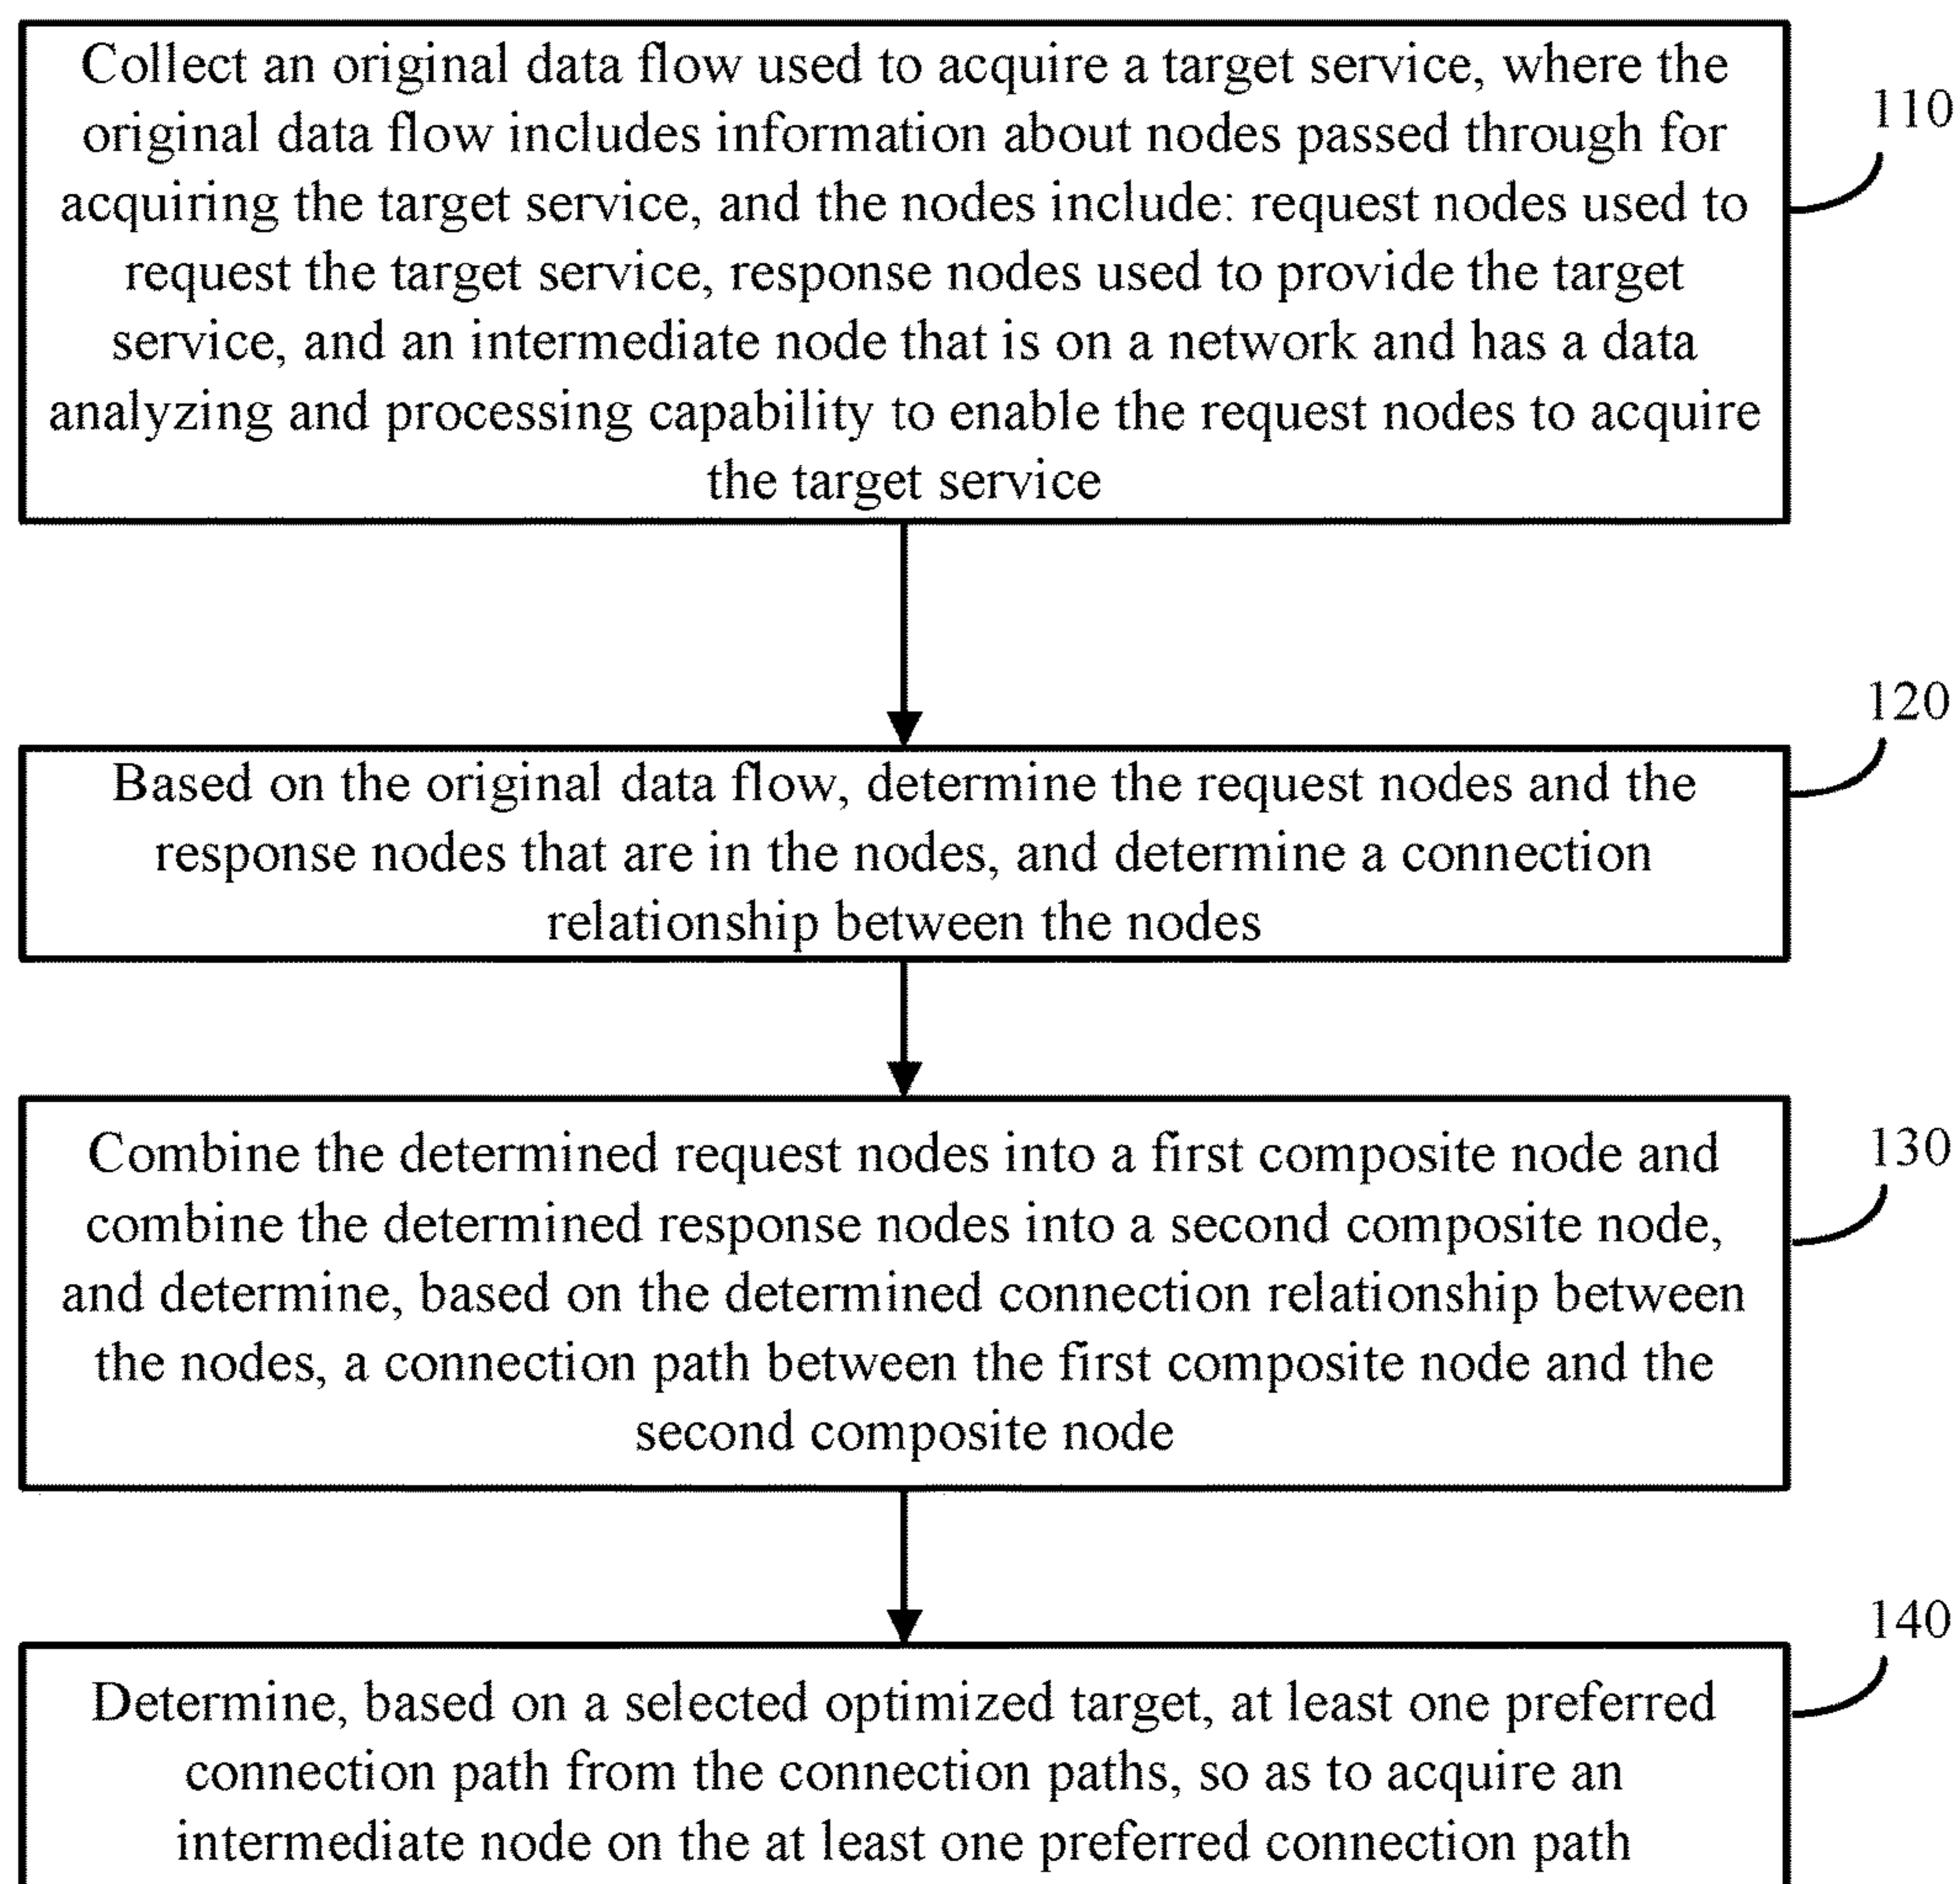 Collect an original data flow used to acquire a target service, where the
original data flow includes information about nodes passed through for
acquiring the target service, and the nodes include: request nodes used to
request the target service, response nodes used to provide the target
service, and an intermediate node that is on a network and has a data
analyzing and processing capability to enable the request nodes to acquire
the target service
110
Based on the original data flow, determine the request nodes and the
response nodes that are in the nodes, and determine a connection
relationship between the nodes
120
Combine the determined request nodes into a first composite node and
combine the determined response nodes into a second composite node,
and determine, based on the determined connection relationship between
the nodes, a connection path between the first composite node and the
second composite node
130
Determine, based on a selected optimized target, at least one preferred
connection path from the connection paths, so as to acquire an
intermediate node on the at least one preferred connection path
140